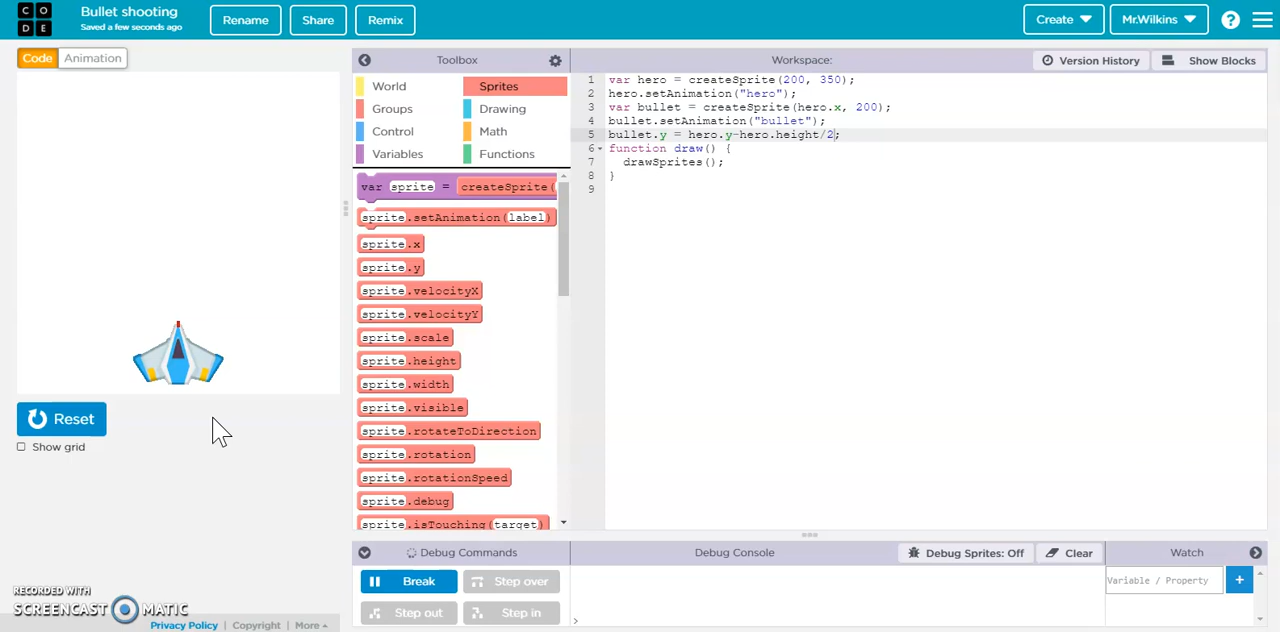 C O D E
Bullet shooting
Saved a few seconds ago
Rename
Share
Remix
Create
Mr.Wilkins
?
Code
Animation
Toolbox
Workspace:
Version History
Show Blocks
World
Sprites
Groups
Drawing
Control
Math
Variables
Functions
var sprite = createSprite(
sprite.setAnimation(label)
sprite.x
sprite.y
sprite.velocityX
sprite.velocityY
sprite.scale
sprite.height
sprite.width
sprite.visible
sprite.rotateToDirection
sprite.rotation
sprite.rotationSpeed
sprite.debug
sprite.isTouching(target)
1 var hero = createSprite(200, 350);
2 hero.setAnimation("hero");
3 var bullet = createSprite(hero.x, 200);
4 bullet.setAnimation("bullet");
5 bullet.y = hero.y-hero.height/2;
6 function draw() {
7 drawSprites();
8 }
9
Reset
Show grid
Debug Commands
Debug Console
Debug Sprites: Off
Clear
Watch
Break
Step over
Step out
Step in
>
Variable / Property
+
RECORDED WITH
SCREENCAST MATIC
Privacy Policy
Copyright
More